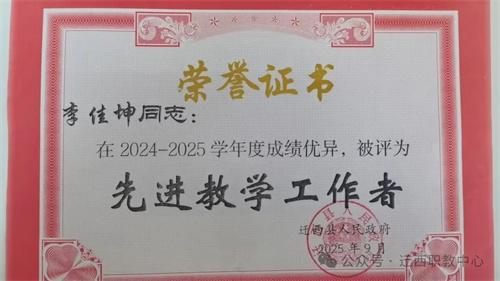 荣誉证书
李佳坤同志：
在2024-2025学年度成绩优异，被评为
先进教学工作者
迁西县人民政府
2025年9月
公众号·迁西职教中心